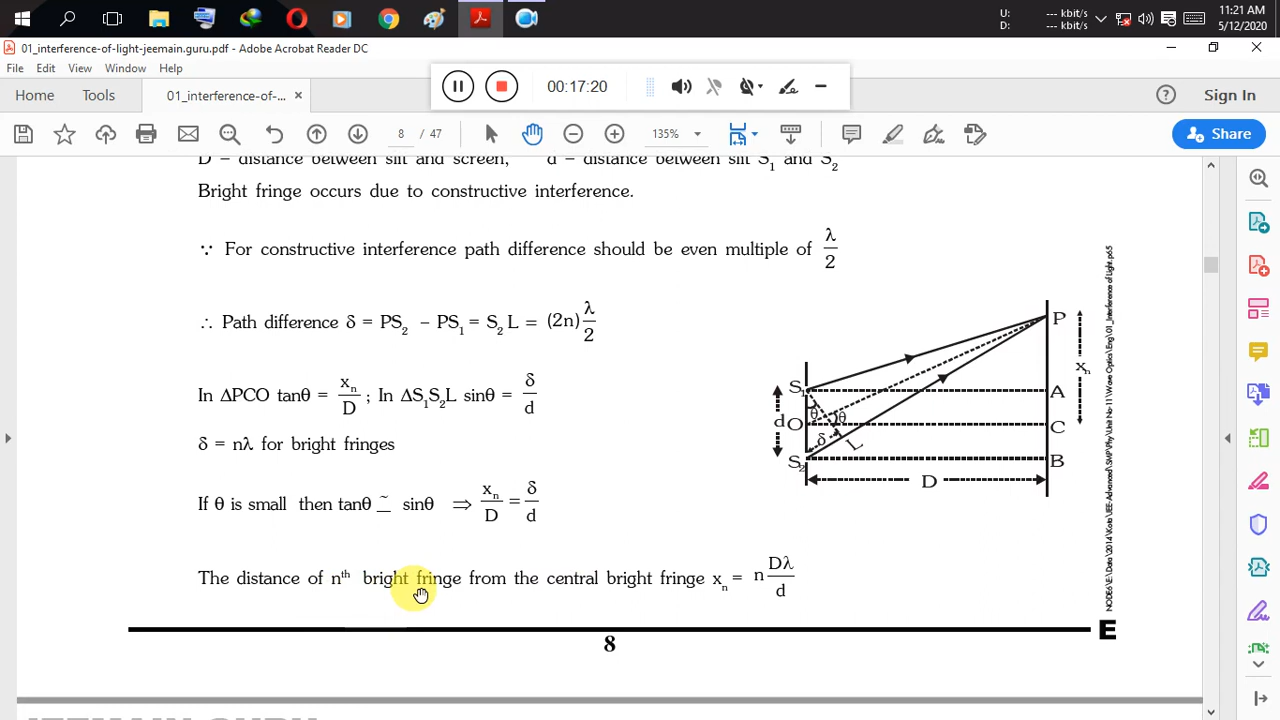 11:21 AM
5/12/2020
U: --- kbit/s
D: --- kbit/s
01_interference-of-light-jeemain.guru.pdf - Adobe Acrobat Reader DC
File Edit View Window Help
Home Tools 01_interference-of-... × 00:17:20 Sign In
8 / 47 135% Share
D – distance between slit and screen, d – distance between slit S₁ and S₂
Bright fringe occurs due to constructive interference.
∵ For constructive interference path difference should be even multiple of λ/2
∴ Path difference δ = PS₂ – PS₁ = S₂ L = (2n) λ/2
In ΔPCO tanθ = xₙ/D ; In ΔS₁S₂L sinθ = δ/d
δ = nλ for bright fringes
If θ is small then tanθ ≃ sinθ ⇒ xₙ/D = δ/d
The distance of nᵗʰ bright fringe from the central bright fringe xₙ = n Dλ/d
S₁
d
O
S₂
θ
θ
δ
L
P
xₙ
A
C
B
D
8
E
JEEMAIN.GURU